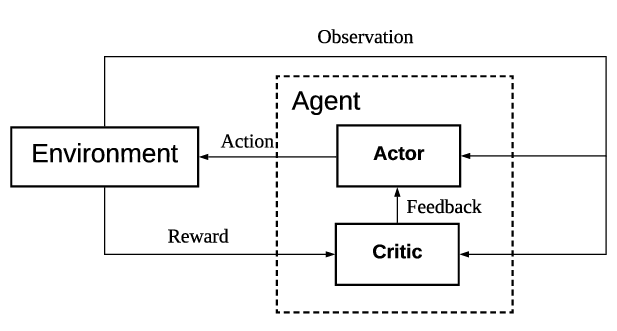 Observation
Agent
Environment
Action
Actor
Feedback
Reward
Critic